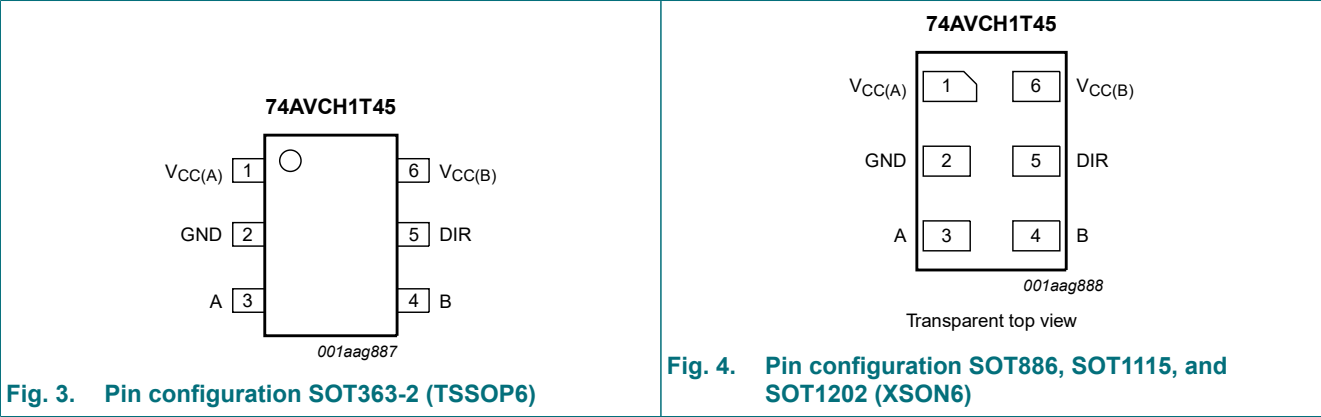 74AVCH1T45
VCC(A) 1 6 VCC(B)
GND 2 5 DIR
A 3 4 B
001aag887
Fig. 3. Pin configuration SOT363-2 (TSSOP6)
74AVCH1T45
VCC(A) 1 6 VCC(B)
GND 2 5 DIR
A 3 4 B
001aag888
Transparent top view
Fig. 4. Pin configuration SOT886, SOT1115, and
SOT1202 (XSON6)